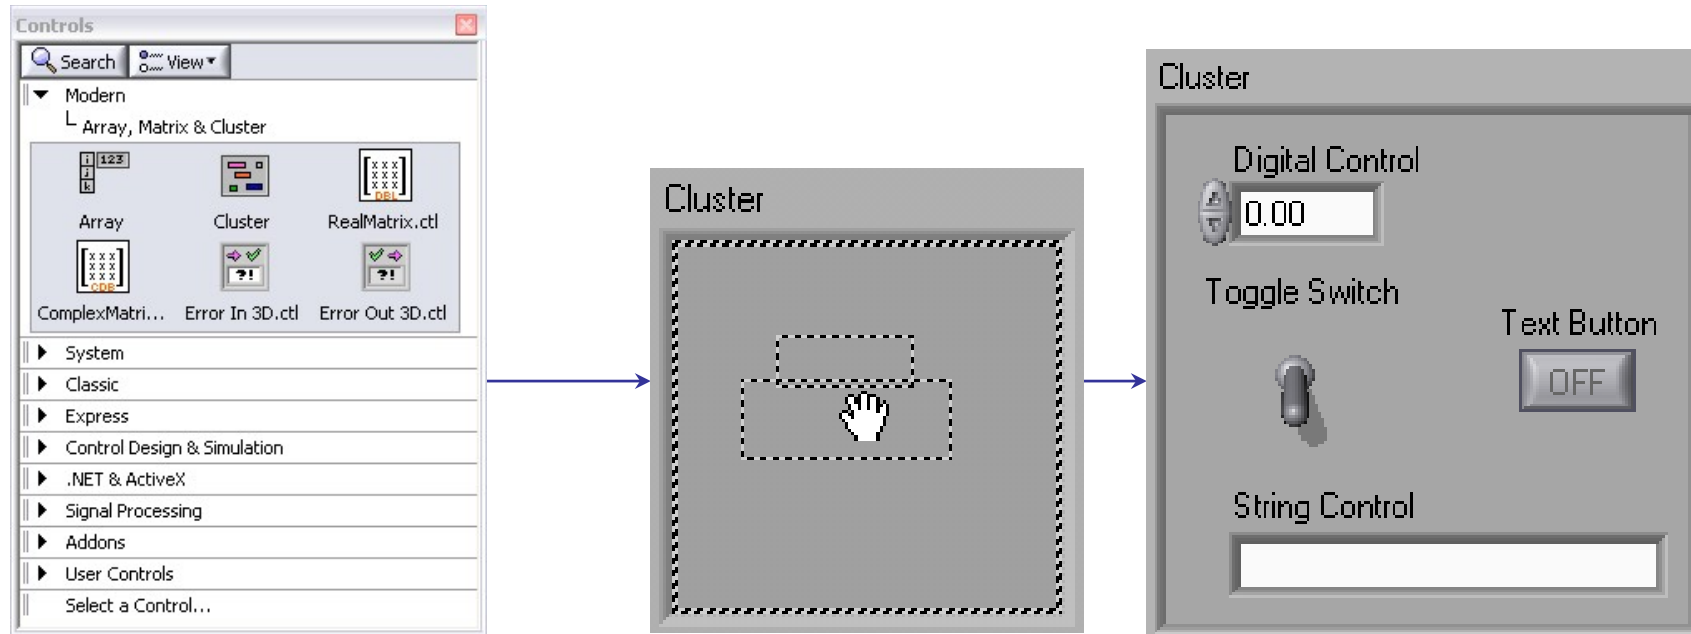 Controls
Search View
Modern
Array, Matrix & Cluster
Array Cluster RealMatrix.ctl
ComplexMatri... Error In 3D.ctl Error Out 3D.ctl
System
Classic
Express
Control Design & Simulation
.NET & ActiveX
Signal Processing
Addons
User Controls
Select a Control...
Cluster
Cluster
Digital Control
0.00
Toggle Switch
Text Button
OFF
String Control